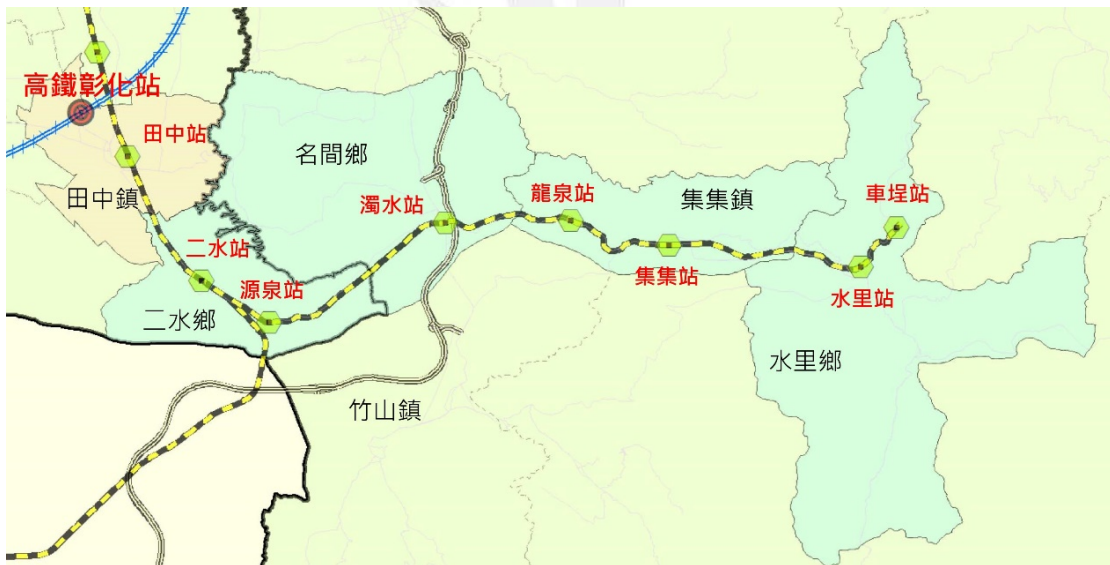 高鐵彰化站
田中站
田中鎮
名間鄉
濁水站
龍泉站
集集鎮
車埕站
二水站
源泉站
集集站
水里站
二水鄉
水里鄉
竹山鎮